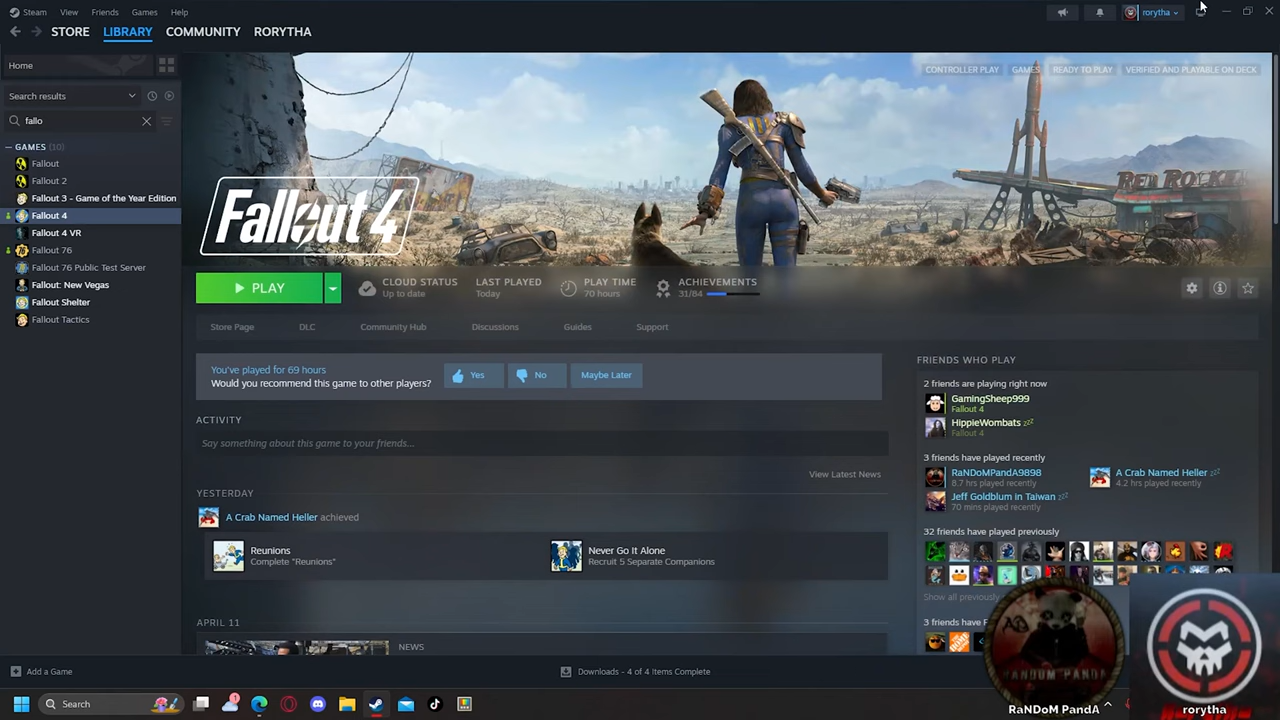 Steam View Friends Games Help
rorytha
STORE LIBRARY COMMUNITY RORYTHA
Home
Search results
fallo
GAMES (10)
Fallout
Fallout 2
Fallout 3 - Game of the Year Edition
Fallout 4
Fallout 4 VR
Fallout 76
Fallout 76 Public Test Server
Fallout: New Vegas
Fallout Shelter
Fallout Tactics
CONTROLLER PLAY GAMES READY TO PLAY VERIFIED AND PLAYABLE ON DECK
RED ROCKET
Fallout 4
PLAY
CLOUD STATUS
Up to date
LAST PLAYED
Today
PLAY TIME
70 hours
ACHIEVEMENTS
31/84
Store Page DLC Community Hub Discussions Guides Support
You've played for 69 hours
Would you recommend this game to other players?
Yes No Maybe Later
ACTIVITY
Say something about this game to your friends...
View Latest News
YESTERDAY
A Crab Named Heller achieved
Reunions
Complete "Reunions"
Never Go It Alone
Recruit 5 Separate Companions
APRIL 11
NEWS
FRIENDS WHO PLAY
2 friends are playing right now
GamingSheep999
Fallout 4
HippieWombats zzz
Fallout 4
3 friends have played recently
RaNDoMPandA9898
8.7 hrs played recently
A Crab Named Heller zzz
4.2 hrs played recently
Jeff Goldblum in Taiwan zzz
70 mins played recently
32 friends have played previously
Show all previously
3 friends have
Add a Game
Downloads - 4 of 4 Items Complete
Search
RANDOM PANDA
RaNDoM PandA
rorytha